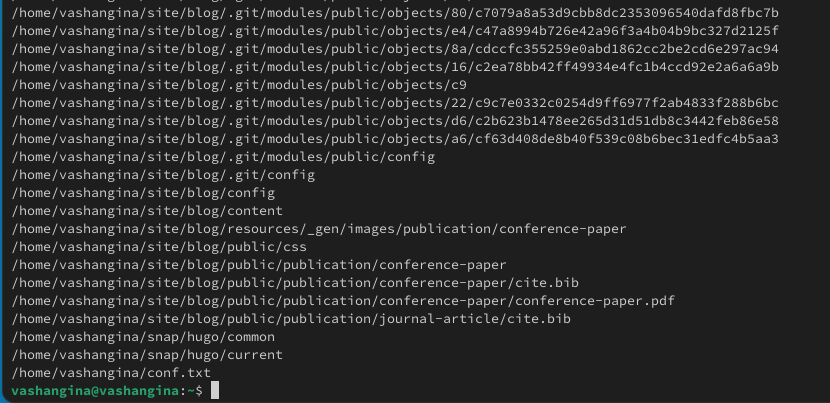 /home/vashangina/site/blog/.git/modules/public/objects/80/c7079a8a53d9cbb8dc2353096540dafd8fbc7b
/home/vashangina/site/blog/.git/modules/public/objects/e4/c47a8994b726e42a96f3a4b04b9bc327d2125f
/home/vashangina/site/blog/.git/modules/public/objects/8a/cdccfc355259e0abd1862cc2be2cd6e297ac94
/home/vashangina/site/blog/.git/modules/public/objects/16/c2ea78bb42ff49934e4fc1b4ccd92e2a6a6a9b
/home/vashangina/site/blog/.git/modules/public/objects/c9
/home/vashangina/site/blog/.git/modules/public/objects/22/c9c7e0332c0254d9ff6977f2ab4833f288b6bc
/home/vashangina/site/blog/.git/modules/public/objects/d6/c2b623b1478ee265d31d51db8c3442feb86e58
/home/vashangina/site/blog/.git/modules/public/objects/a6/cf63d408de8b40f539c08b6bec31edfc4b5aa3
/home/vashangina/site/blog/.git/modules/public/config
/home/vashangina/site/blog/.git/config
/home/vashangina/site/blog/config
/home/vashangina/site/blog/content
/home/vashangina/site/blog/resources/_gen/images/publication/conference-paper
/home/vashangina/site/blog/public/css
/home/vashangina/site/blog/public/publication/conference-paper
/home/vashangina/site/blog/public/publication/conference-paper/cite.bib
/home/vashangina/site/blog/public/publication/conference-paper/conference-paper.pdf
/home/vashangina/site/blog/public/publication/journal-article/cite.bib
/home/vashangina/snap/hugo/common
/home/vashangina/snap/hugo/current
/home/vashangina/conf.txt
vashangina@vashangina:~$